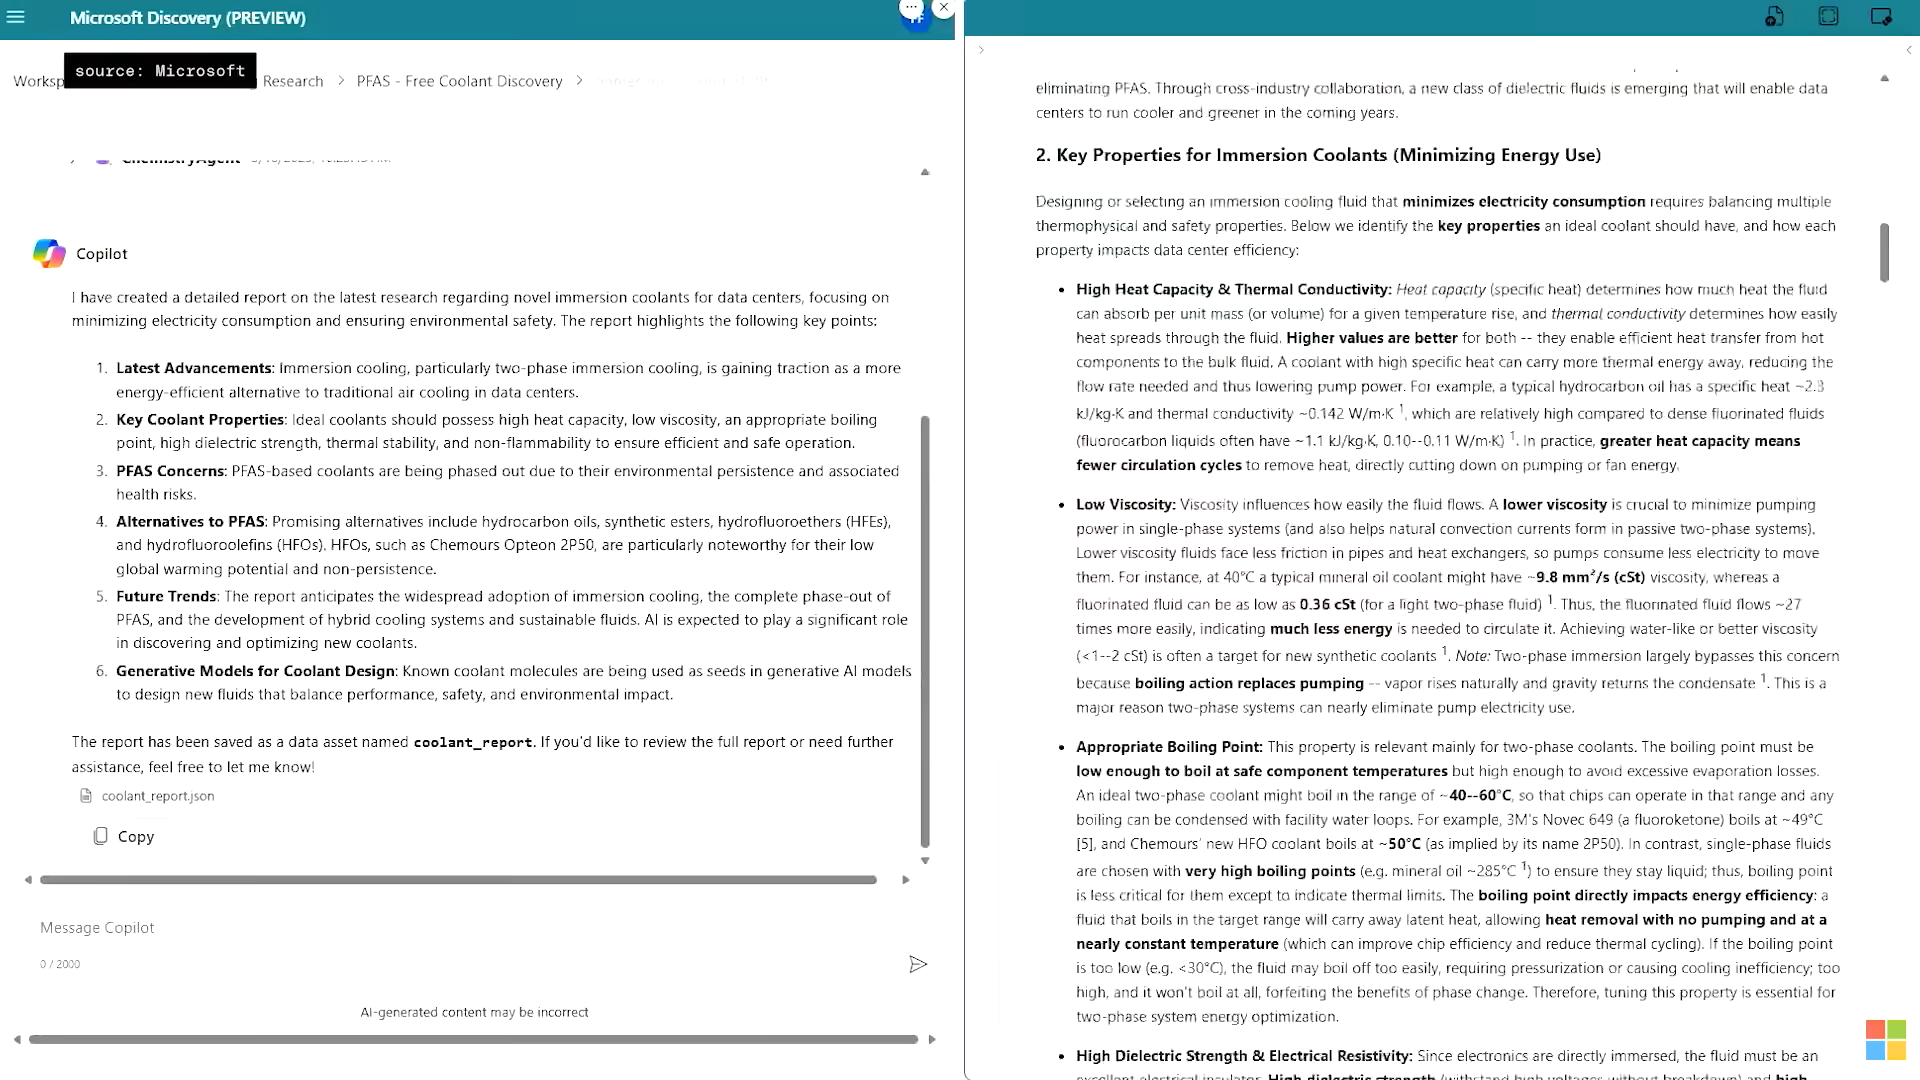 Microsoft Discovery (PREVIEW)
source: Microsoft
Worksp
Research > PFAS - Free Coolant Discovery >
ChemistryAgent
Copilot
I have created a detailed report on the latest research regarding novel immersion coolants for data centers, focusing on
minimizing electricity consumption and ensuring environmental safety. The report highlights the following key points:
1. Latest Advancements: Immersion cooling, particularly two-phase immersion cooling, is gaining traction as a more
energy-efficient alternative to traditional air cooling in data centers.
2. Key Coolant Properties: Ideal coolants should possess high heat capacity, low viscosity, an appropriate boiling
point, high dielectric strength, thermal stability, and non-flammability to ensure efficient and safe operation.
3. PFAS Concerns: PFAS-based coolants are being phased out due to their environmental persistence and associated
health risks.
4. Alternatives to PFAS: Promising alternatives include hydrocarbon oils, synthetic esters, hydrofluoroethers (HFEs),
and hydrofluoroolefins (HFOs). HFOs, such as Chemours Opteon 2P50, are particularly noteworthy for their low
global warming potential and non-persistence.
5. Future Trends: The report anticipates the widespread adoption of immersion cooling, the complete phase-out of
PFAS, and the development of hybrid cooling systems and sustainable fluids. AI is expected to play a significant role
in discovering and optimizing new coolants.
6. Generative Models for Coolant Design: Known coolant molecules are being used as seeds in generative AI models
to design new fluids that balance performance, safety, and environmental impact.
The report has been saved as a data asset named coolant_report. If you'd like to review the full report or need further
assistance, feel free to let me know!
coolant_report.json
Copy
Message Copilot
0 / 2000
AI-generated content may be incorrect
eliminating PFAS. Through cross-industry collaboration, a new class of dielectric fluids is emerging that will enable data
centers to run cooler and greener in the coming years.
2. Key Properties for Immersion Coolants (Minimizing Energy Use)
Designing or selecting an immersion cooling fluid that minimizes electricity consumption requires balancing multiple
thermophysical and safety properties. Below we identify the key properties an ideal coolant should have, and how each
property impacts data center efficiency:
• High Heat Capacity & Thermal Conductivity: Heat capacity (specific heat) determines how much heat the fluid
can absorb per unit mass (or volume) for a given temperature rise, and thermal conductivity determines how easily
heat spreads through the fluid. Higher values are better for both -- they enable efficient heat transfer from hot
components to the bulk fluid. A coolant with high specific heat can carry more thermal energy away, reducing the
flow rate needed and thus lowering pump power. For example, a typical hydrocarbon oil has a specific heat ~2.3
kJ/kg·K and thermal conductivity ~0.142 W/m·K 1, which are relatively high compared to dense fluorinated fluids
(fluorocarbon liquids often have ~1.1 kJ/kg·K, 0.10--0.11 W/m·K) 1. In practice, greater heat capacity means
fewer circulation cycles to remove heat, directly cutting down on pumping or fan energy.
• Low Viscosity: Viscosity influences how easily the fluid flows. A lower viscosity is crucial to minimize pumping
power in single-phase systems (and also helps natural convection currents form in passive two-phase systems).
Lower viscosity fluids face less friction in pipes and heat exchangers, so pumps consume less electricity to move
them. For instance, at 40°C a typical mineral oil coolant might have ~9.8 mm²/s (cSt) viscosity, whereas a
fluorinated fluid can be as low as 0.36 cSt (for a light two-phase fluid) 1. Thus, the fluorinated fluid flows ~27
times more easily, indicating much less energy is needed to circulate it. Achieving water-like or better viscosity
(<1--2 cSt) is often a target for new synthetic coolants 1. Note: Two-phase immersion largely bypasses this concern
because boiling action replaces pumping -- vapor rises naturally and gravity returns the condensate 1. This is a
major reason two-phase systems can nearly eliminate pump electricity use.
• Appropriate Boiling Point: This property is relevant mainly for two-phase coolants. The boiling point must be
low enough to boil at safe component temperatures but high enough to avoid excessive evaporation losses.
An ideal two-phase coolant might boil in the range of ~40--60°C, so that chips can operate in that range and any
boiling can be condensed with facility water loops. For example, 3M's Novec 649 (a fluoroketone) boils at ~49°C
[5], and Chemours' new HFO coolant boils at ~50°C (as implied by its name 2P50). In contrast, single-phase fluids
are chosen with very high boiling points (e.g. mineral oil ~285°C 1) to ensure they stay liquid; thus, boiling point
is less critical for them except to indicate thermal limits. The boiling point directly impacts energy efficiency: a
fluid that boils in the target range will carry away latent heat, allowing heat removal with no pumping and at a
nearly constant temperature (which can improve chip efficiency and reduce thermal cycling). If the boiling point
is too low (e.g. <30°C), the fluid may boil off too easily, requiring pressurization or causing cooling inefficiency; too
high, and it won't boil at all, forfeiting the benefits of phase change. Therefore, tuning this property is essential for
two-phase system energy optimization.
• High Dielectric Strength & Electrical Resistivity: Since electronics are directly immersed, the fluid must be an
excellent electrical insulator. High dielectric strength (withstand high voltages without breakdown) and high